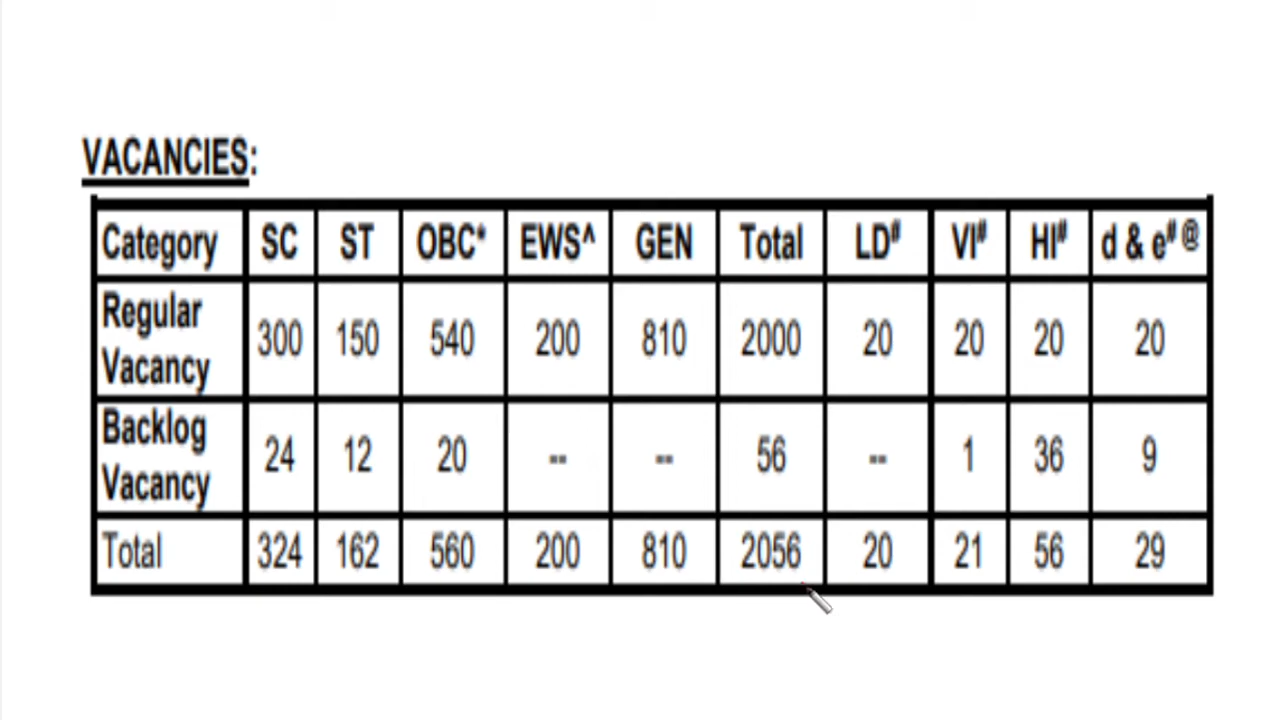 VACANCIES:
Category SC ST OBC* EWS^ GEN Total LD# VI# HI# d & e# @
Regular Vacancy 300 150 540 200 810 2000 20 20 20 20
Backlog Vacancy 24 12 20 -- -- 56 -- 1 36 9
Total 324 162 560 200 810 2056 20 21 56 29